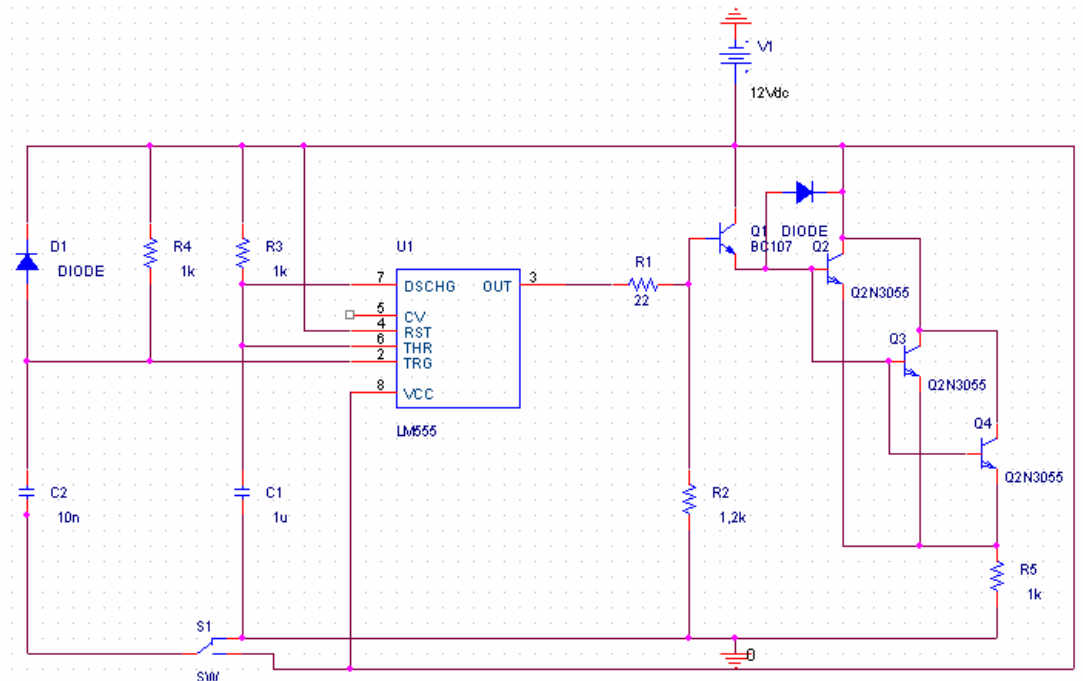 V1
12Vdc
D1
DIODE
R4
1k
R3
1k
U1
7
DSCHG
OUT
3
5
CV
4
RST
6
THR
2
TRG
8
VCC
LM555
R1
22
Q1
DIODE
BC107
Q2
Q2N3055
Q3
Q2N3055
Q4
Q2N3055
C2
10n
C1
1u
R2
1,2k
R5
1k
S1
SW
0